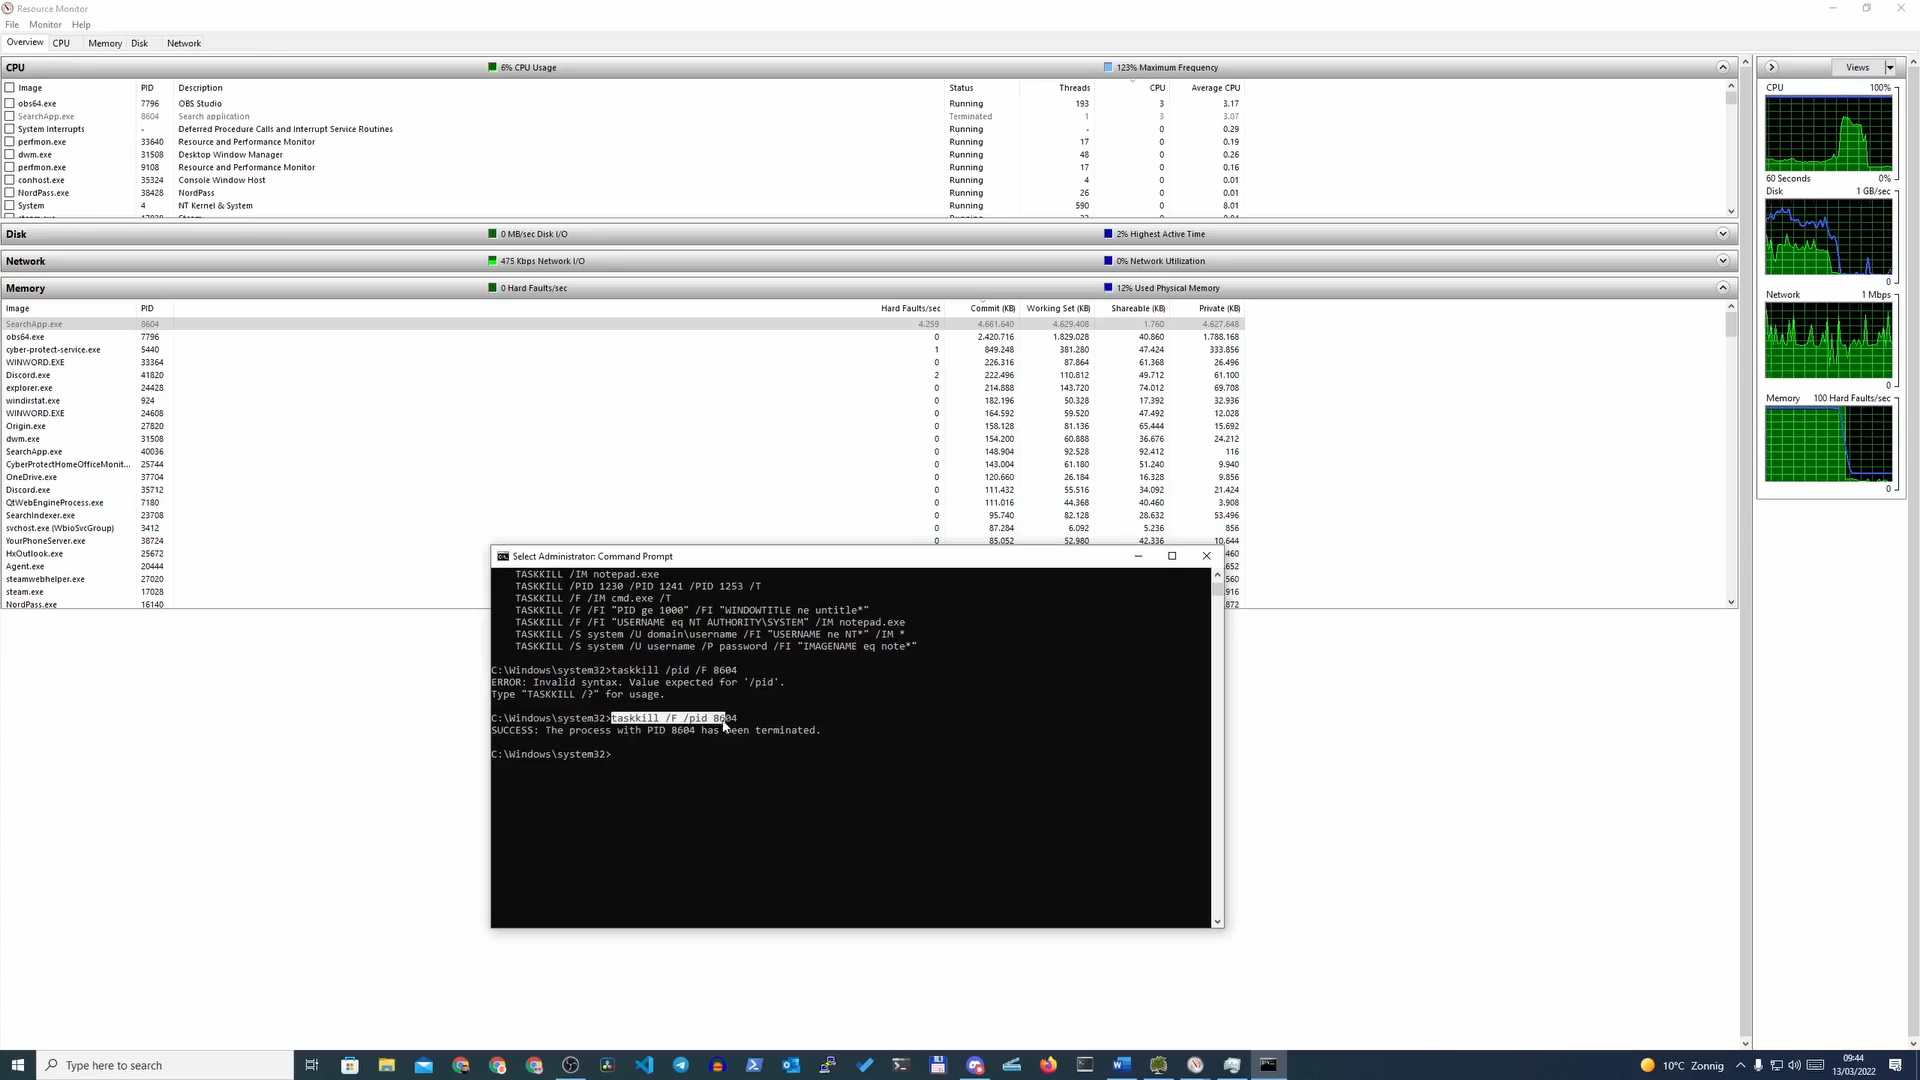 Resource Monitor
File Monitor Help
Overview CPU Memory Disk Network
CPU 6% CPU Usage 123% Maximum Frequency
Image PID Description Status Threads CPU Average CPU
obs64.exe 7796 OBS Studio Running 193 3 3.17
SearchApp.exe 8604 Search application Terminated 1 3 3.07
System Interrupts - Deferred Procedure Calls and Interrupt Service Routines Running - 0 0.29
perfmon.exe 33640 Resource and Performance Monitor Running 17 0 0.19
dwm.exe 31508 Desktop Window Manager Running 48 0 0.26
perfmon.exe 9108 Resource and Performance Monitor Running 17 0 0.16
conhost.exe 35324 Console Window Host Running 4 0 0.01
NordPass.exe 38428 NordPass Running 26 0 0.01
System 4 NT Kernel & System Running 590 0 8.01
Disk 0 MB/sec Disk I/O 2% Highest Active Time
Network 475 Kbps Network I/O 0% Network Utilization
Memory 0 Hard Faults/sec 12% Used Physical Memory
Image PID Hard Faults/sec Commit (KB) Working Set (KB) Shareable (KB) Private (KB)
SearchApp.exe 8604 4.259 4.661.640 4.629.408 1.760 4.627.648
obs64.exe 7796 0 2.420.716 1.829.028 40.860 1.788.168
cyber-protect-service.exe 5440 1 849.248 381.280 47.424 333.856
WINWORD.EXE 33364 0 226.316 87.864 61.368 26.496
Discord.exe 41820 2 222.496 110.812 49.712 61.100
explorer.exe 24428 0 214.888 143.720 74.012 69.708
windirstat.exe 924 0 182.196 50.328 17.392 32.936
WINWORD.EXE 24608 0 164.592 59.520 47.492 12.028
Origin.exe 27820 0 158.128 81.136 65.444 15.692
dwm.exe 31508 0 154.200 60.888 36.676 24.212
SearchApp.exe 40036 0 148.904 92.528 92.412 116
CyberProtectHomeOfficeMonit... 25744 0 143.004 61.180 51.240 9.940
OneDrive.exe 37704 0 120.660 26.184 16.328 9.856
Discord.exe 35712 0 111.432 55.516 34.092 21.424
QtWebEngineProcess.exe 7180 0 111.016 44.368 40.460 3.908
SearchIndexer.exe 23708 0 95.740 82.128 28.632 53.496
svchost.exe (WbioSvcGroup) 3412 0 87.284 6.092 5.236 856
YourPhoneServer.exe 38724 0 85.052 52.980 42.336 10.644
HxOutlook.exe 25672 460
Agent.exe 20444 652
steamwebhelper.exe 27020 560
steam.exe 17028 916
NordPass.exe 16140 872
Views
CPU 100%
60 Seconds 0%
Disk 1 GB/sec
0
Network 1 Mbps
0
Memory 100 Hard Faults/sec
0
Select Administrator: Command Prompt
TASKKILL /IM notepad.exe
TASKKILL /PID 1230 /PID 1241 /PID 1253 /T
TASKKILL /F /IM cmd.exe /T
TASKKILL /F /FI "PID ge 1000" /FI "WINDOWTITLE ne untitle*"
TASKKILL /F /FI "USERNAME eq NT AUTHORITY\SYSTEM" /IM notepad.exe
TASKKILL /S system /U domain\username /FI "USERNAME ne NT*" /IM *
TASKKILL /S system /U username /P password /FI "IMAGENAME eq note*"
C:\Windows\system32>taskkill /pid /F 8604
ERROR: Invalid syntax. Value expected for '/pid'.
Type "TASKKILL /?" for usage.
C:\Windows\system32>taskkill /F /pid 8604
SUCCESS: The process with PID 8604 has been terminated.
C:\Windows\system32>
Type here to search
10°C Zonnig
09:44
13/03/2022